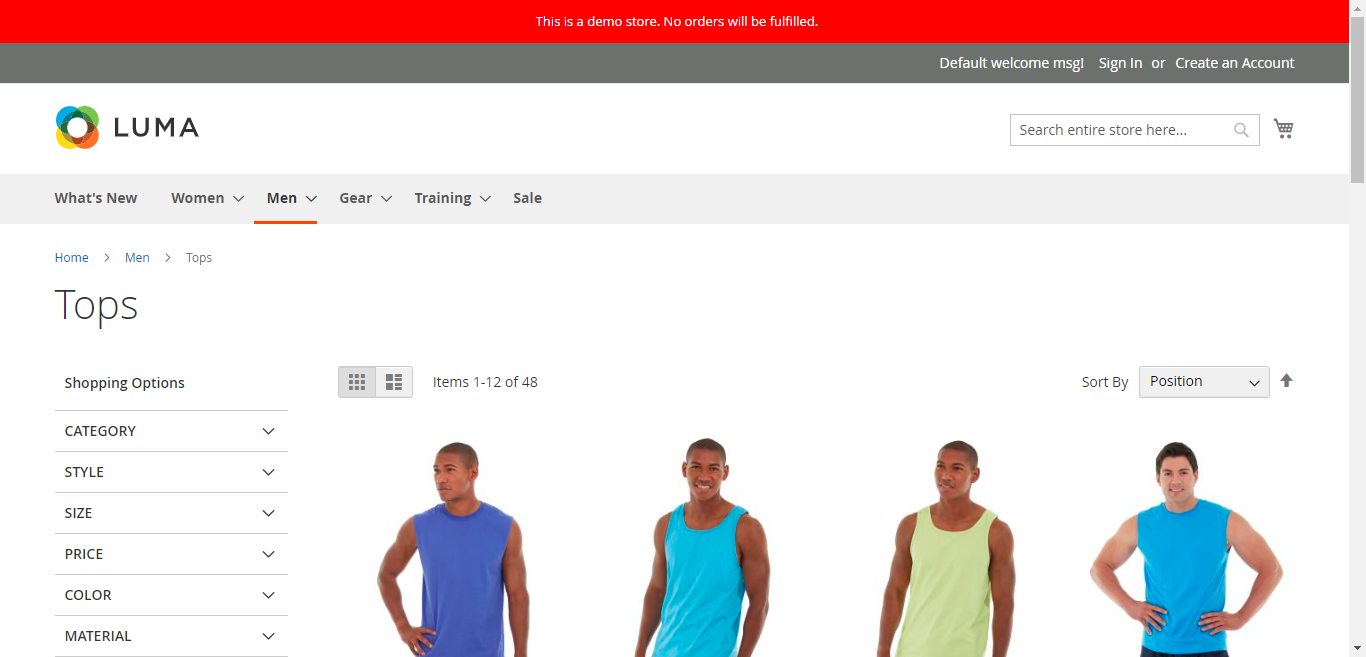 This is a demo store. No orders will be fulfilled.
Default welcome msg! Sign In or Create an Account
LUMA
Search entire store here...
What's New Women Men Gear Training Sale
Home Men Tops
Tops
Shopping Options
Items 1-12 of 48
Sort By Position
CATEGORY
STYLE
SIZE
PRICE
COLOR
MATERIAL